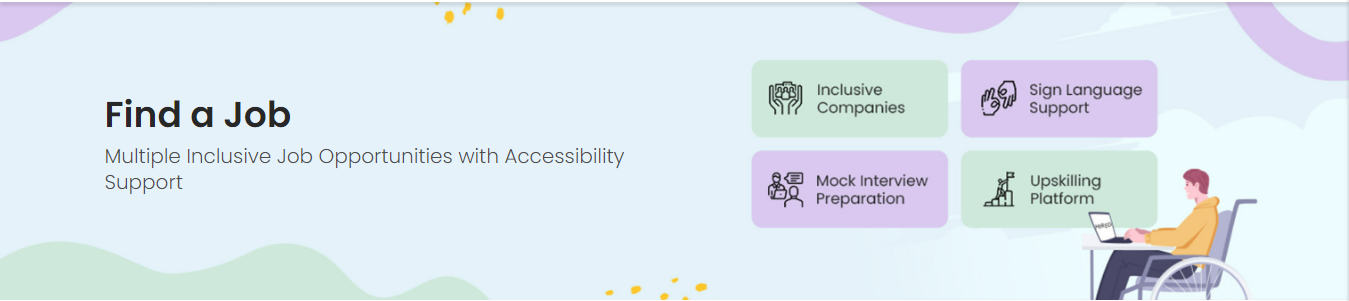 Find a Job
Multiple Inclusive Job Opportunities with Accessibility
Support
Inclusive
Companies
Sign Language
Support
Mock Interview
Preparation
Upskilling
Platform